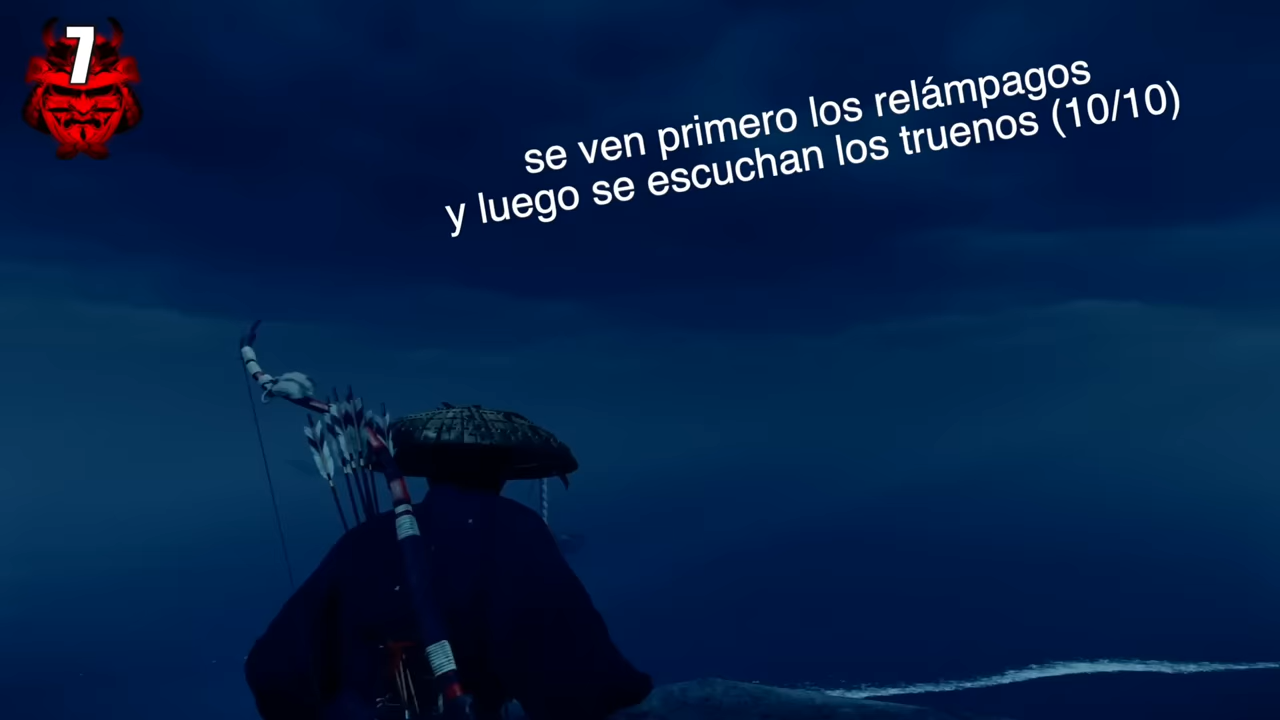 7
se ven primero los relámpagos
y luego se escuchan los truenos (10/10)